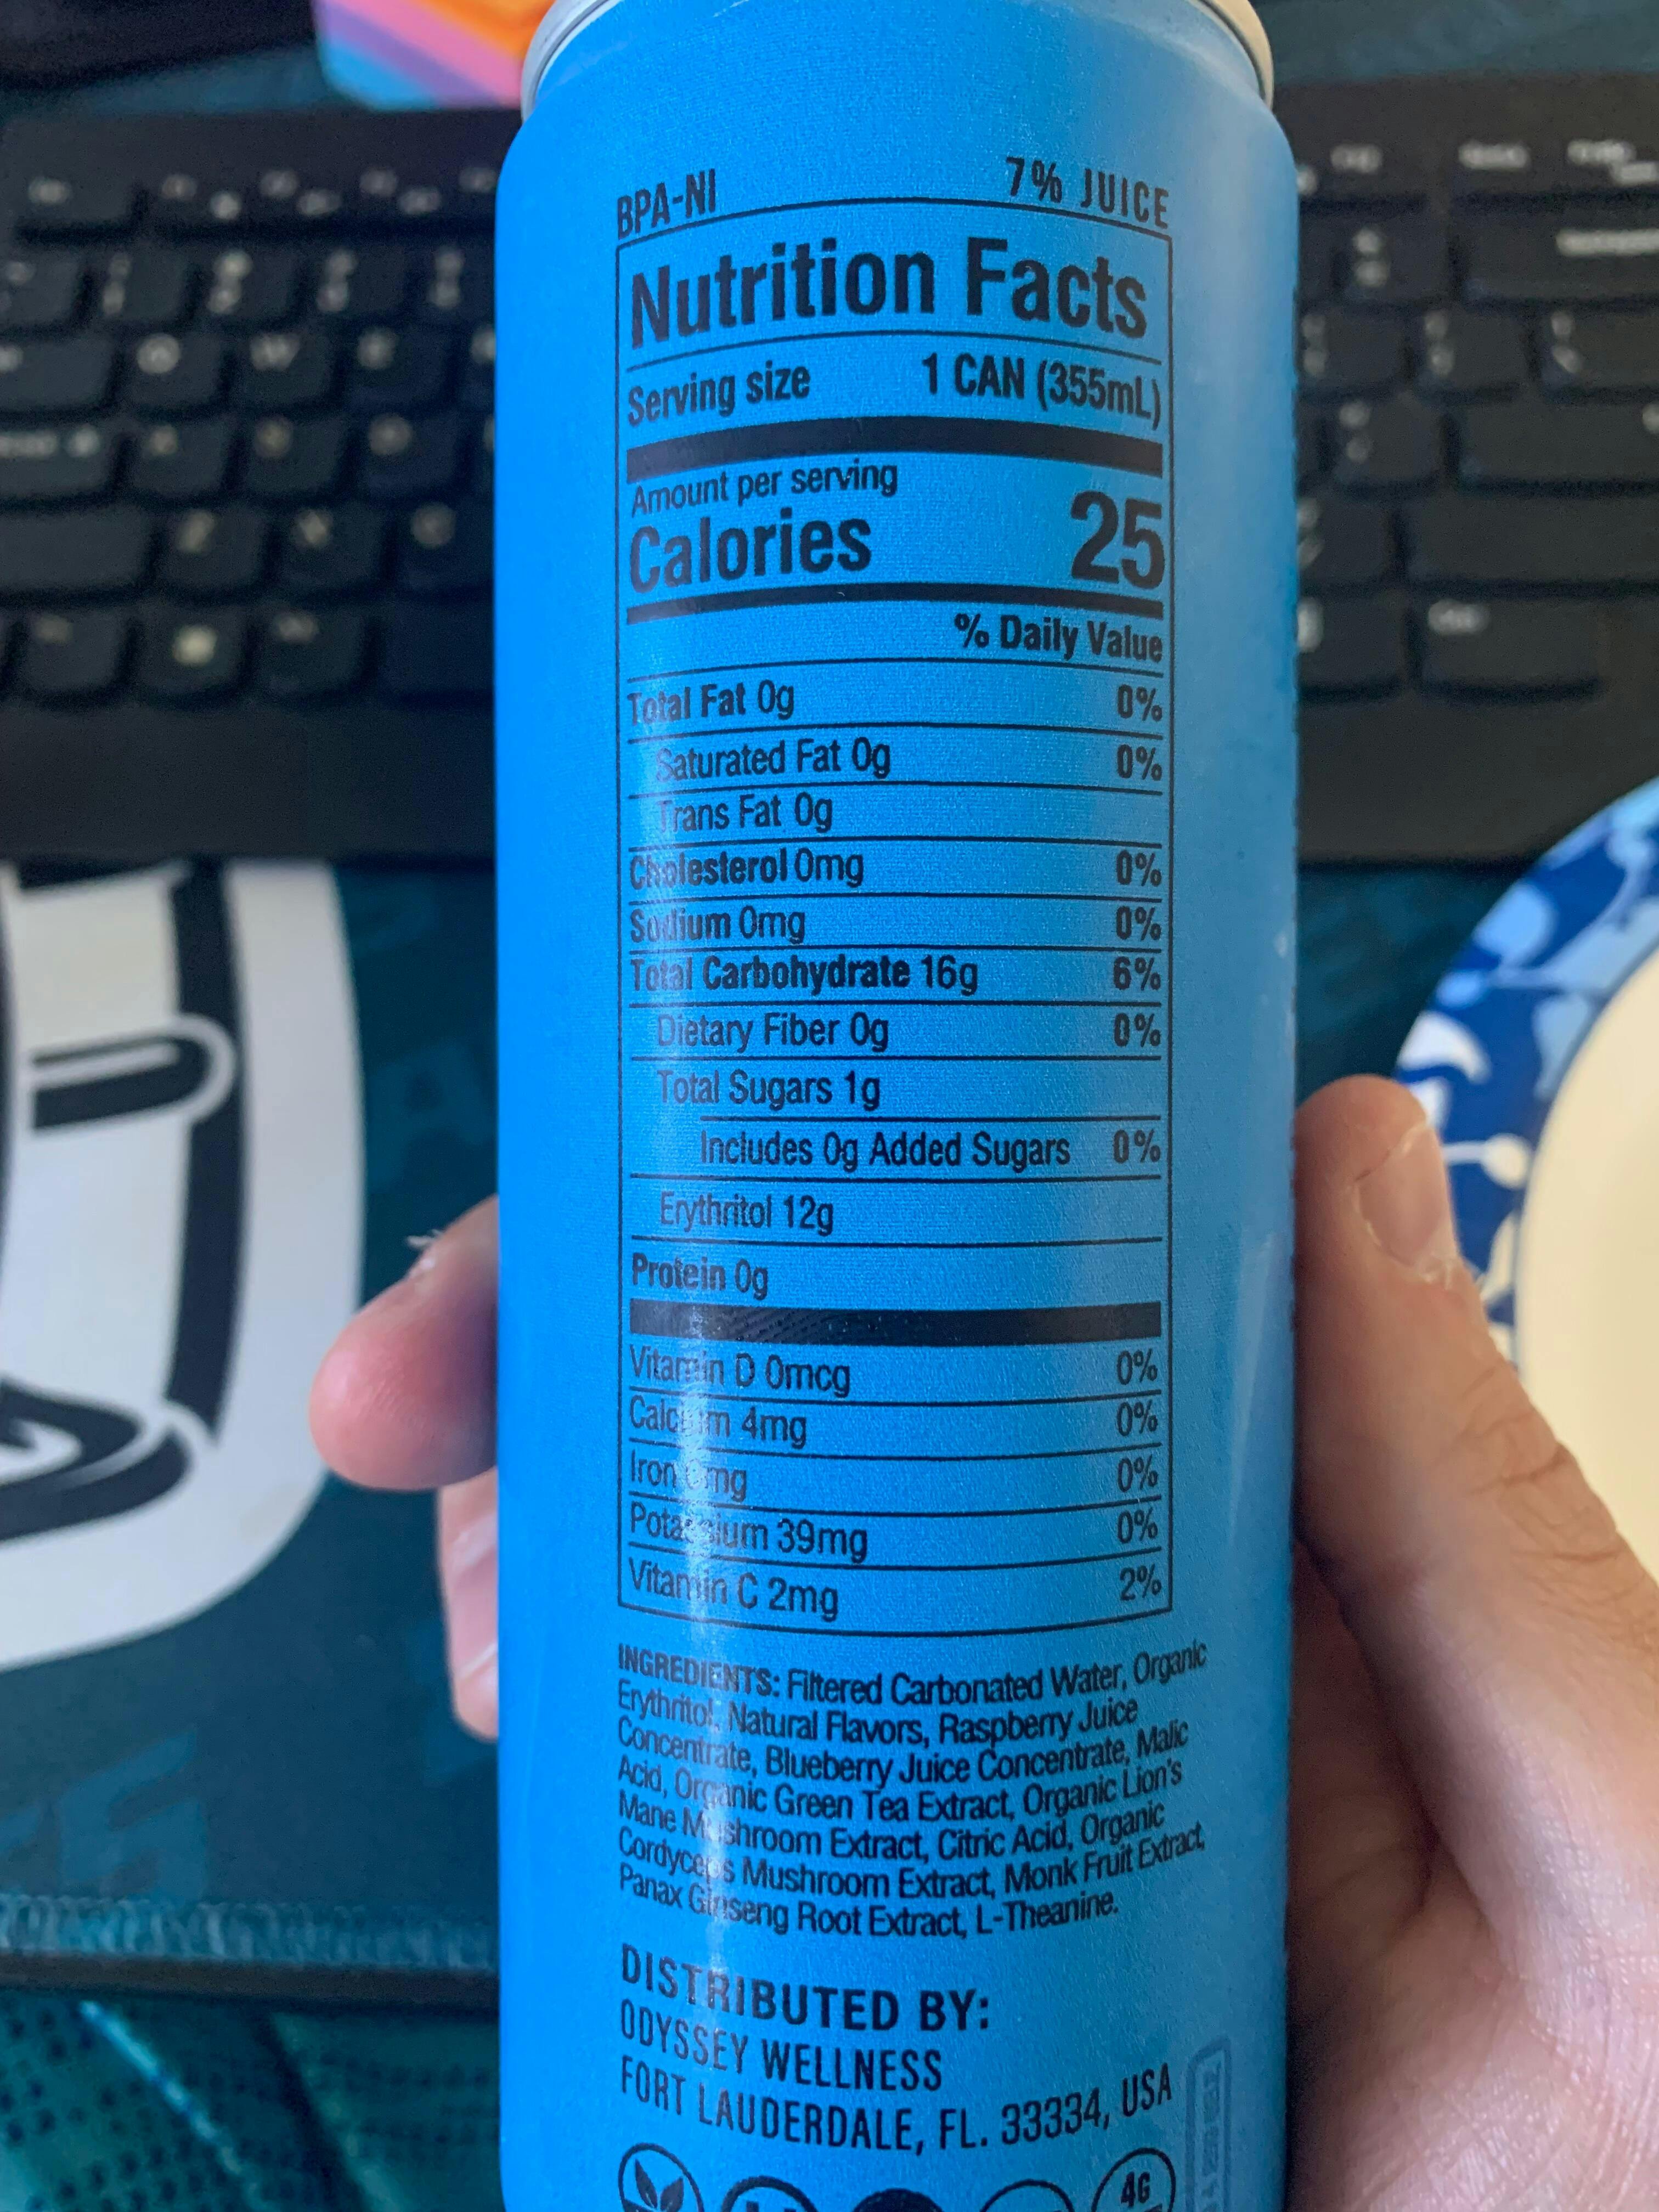 BPA-NI 7% JUICE
Nutrition Facts
Serving size 1 CAN (355mL)
Amount per serving
Calories 25
% Daily Value
Total Fat 0g 0%
Saturated Fat 0g 0%
Trans Fat 0g
Cholesterol 0mg 0%
Sodium 0mg 0%
Total Carbohydrate 16g 6%
Dietary Fiber 0g 0%
Total Sugars 1g
Includes 0g Added Sugars 0%
Erythritol 12g
Protein 0g
Vitamin D 0mcg 0%
Calcium 4mg 0%
Iron 0mg 0%
Potassium 39mg 0%
Vitamin C 2mg 2%
INGREDIENTS: Filtered Carbonated Water, Organic
Erythritol, Natural Flavors, Raspberry Juice
Concentrate, Blueberry Juice Concentrate, Malic
Acid, Organic Green Tea Extract, Organic Lion's
Mane Mushroom Extract, Citric Acid, Organic
Cordyceps Mushroom Extract, Monk Fruit Extract,
Panax Ginseng Root Extract, L-Theanine.
DISTRIBUTED BY:
ODYSSEY WELLNESS
FORT LAUDERDALE, FL. 33334, USA
4G